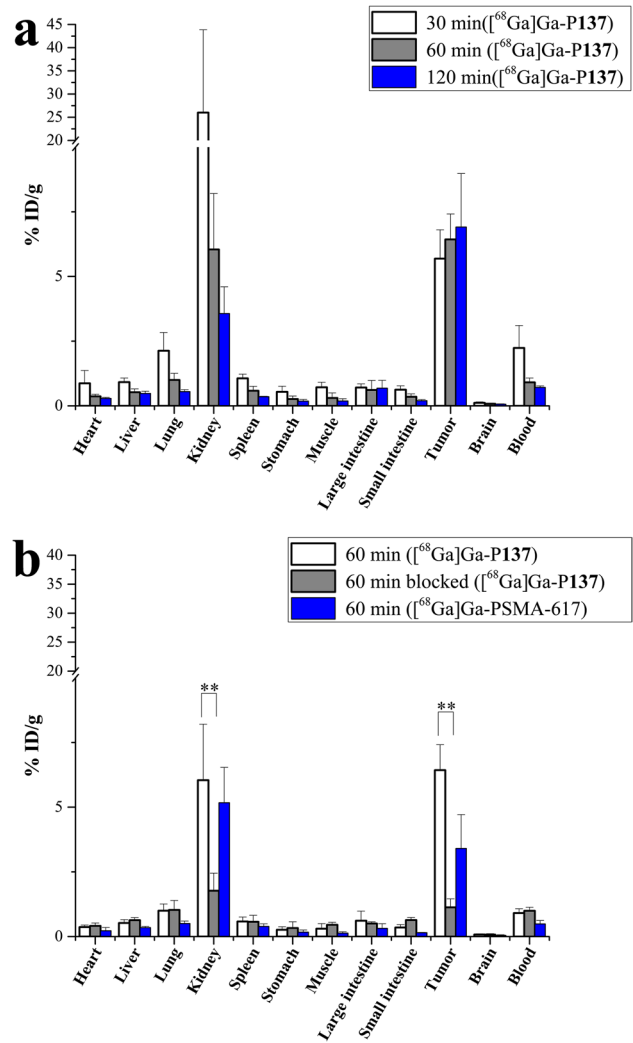 a
30 min([⁶⁸Ga]Ga-P137)
60 min ([⁶⁸Ga]Ga-P137)
120 min([⁶⁸Ga]Ga-P137)
45
40
35
30
25
20
5
0
% ID/g
Heart
Liver
Lung
Kidney
Spleen
Stomach
Muscle
Large intestine
Small intestine
Tumor
Brain
Blood
b
60 min ([⁶⁸Ga]Ga-P137)
60 min blocked ([⁶⁸Ga]Ga-P137)
60 min ([⁶⁸Ga]Ga-PSMA-617)
40
35
30
25
20
5
0
% ID/g
**
**
Heart
Liver
Lung
Kidney
Spleen
Stomach
Muscle
Large intestine
Small intestine
Tumor
Brain
Blood